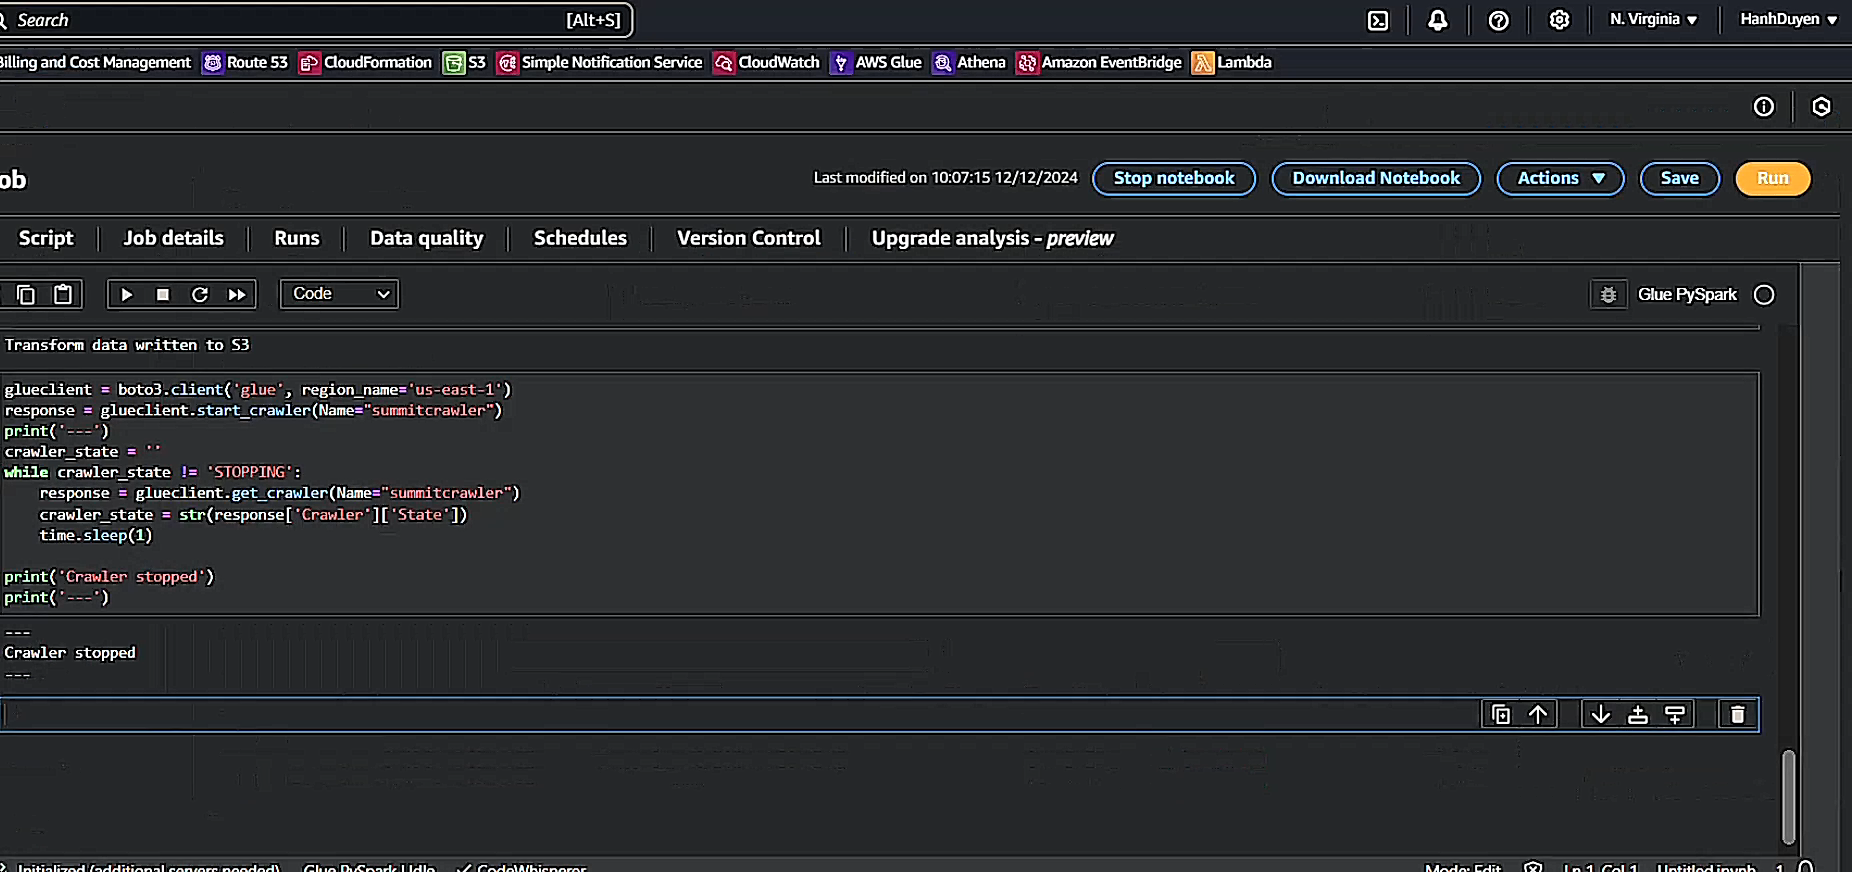 Search [Alt+S] N. Virginia ▼ HanhDuyen ▼
Billing and Cost Management Route 53 CloudFormation S3 Simple Notification Service CloudWatch AWS Glue Athena Amazon EventBridge Lambda
ob Last modified on 10:07:15 12/12/2024 Stop notebook Download Notebook Actions ▼ Save Run
Script Job details Runs Data quality Schedules Version Control Upgrade analysis - preview
Code Glue PySpark
Transform data written to S3
glueclient = boto3.client('glue', region_name='us-east-1')
response = glueclient.start_crawler(Name="summitcrawler")
print('---')
crawler_state = ''
while crawler_state != 'STOPPING':
    response = glueclient.get_crawler(Name="summitcrawler")
    crawler_state = str(response['Crawler']['State'])
    time.sleep(1)
print('Crawler stopped')
print('---')
---
Crawler stopped
---
Initialized (additional servers needed) Glue PySpark | Idle CodeWhisperer Mode: Edit Ln 1, Col 1 Untitled.ipynb 1